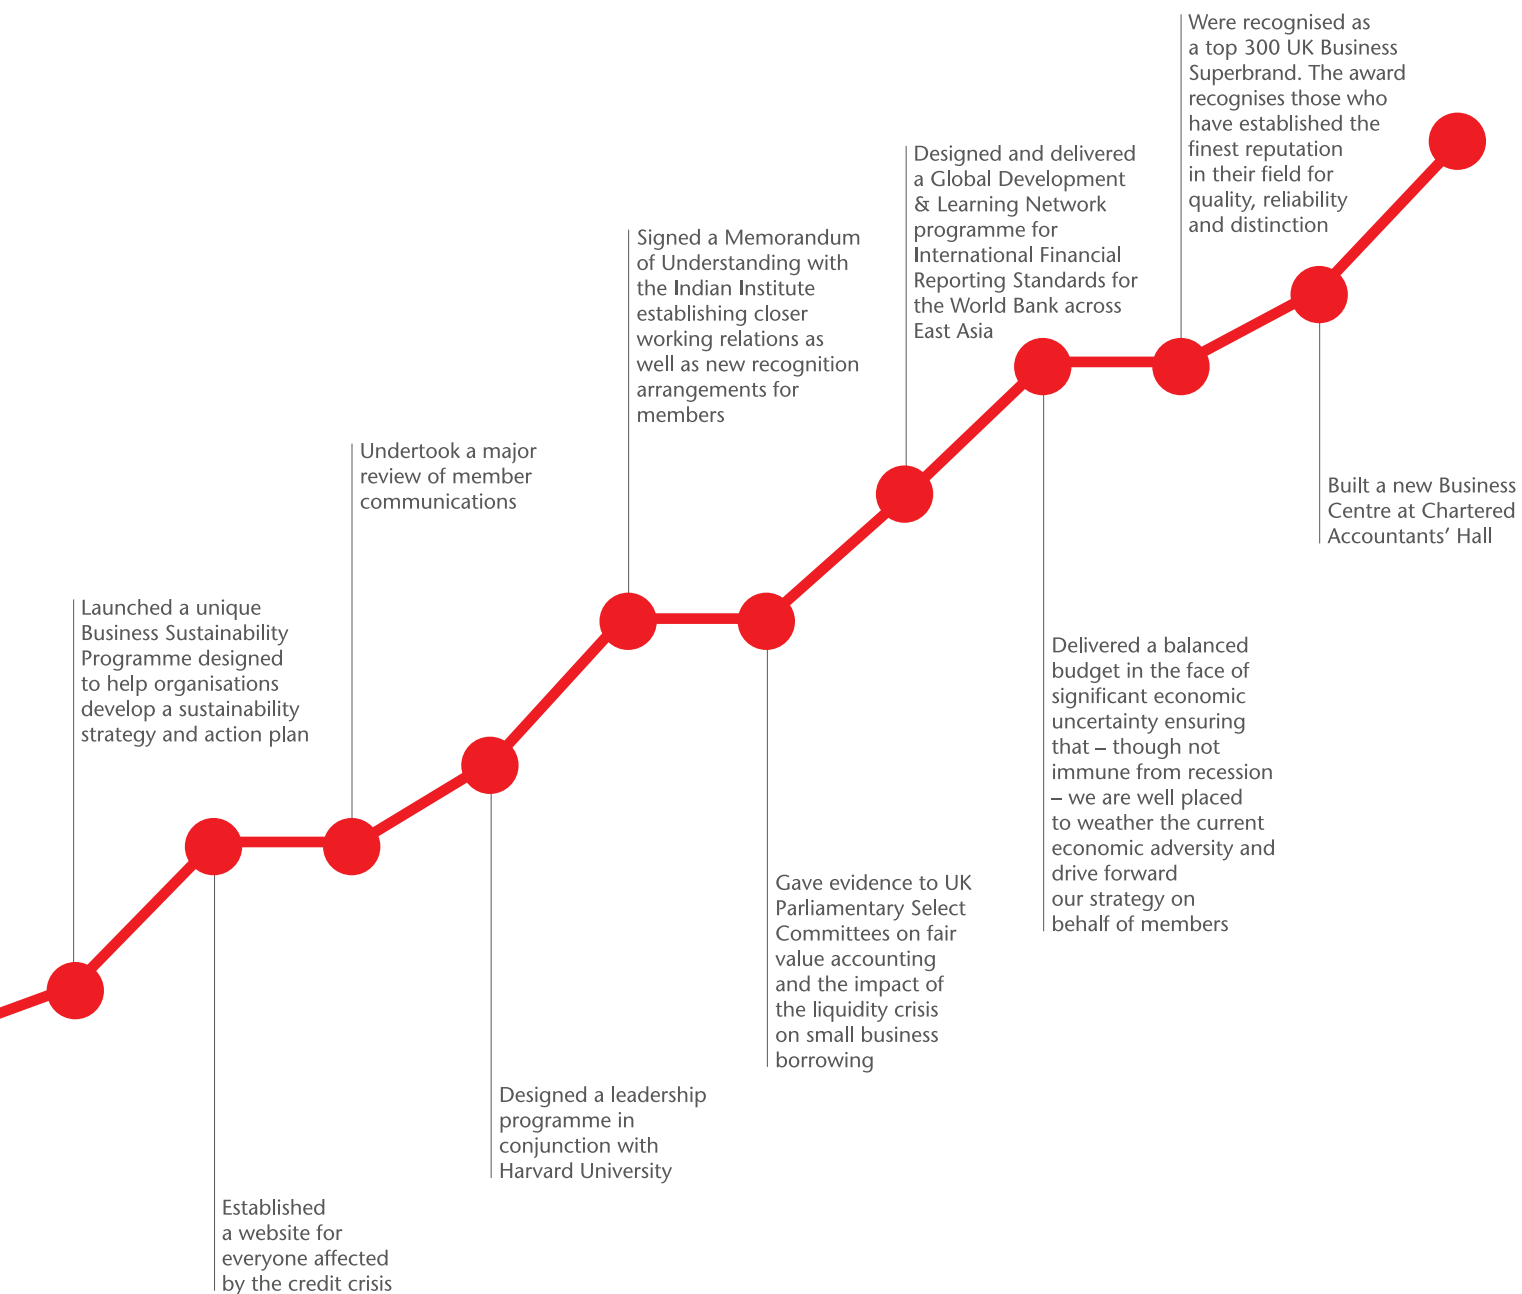 Launched a unique
Business Sustainability
Programme designed
to help organisations
develop a sustainability
strategy and action plan
Established
a website for
everyone affected
by the credit crisis
Undertook a major
review of member
communications
Designed a leadership
programme in
conjunction with
Harvard University
Signed a Memorandum
of Understanding with
the Indian Institute
establishing closer
working relations as
well as new recognition
arrangements for
members
Gave evidence to UK
Parliamentary Select
Committees on fair
value accounting
and the impact of
the liquidity crisis
on small business
borrowing
Designed and delivered
a Global Development
& Learning Network
programme for
International Financial
Reporting Standards for
the World Bank across
East Asia
Delivered a balanced
budget in the face of
significant economic
uncertainty ensuring
that – though not
immune from recession
– we are well placed
to weather the current
economic adversity and
drive forward
our strategy on
behalf of members
Were recognised as
a top 300 UK Business
Superbrand. The award
recognises those who
have established the
finest reputation
in their field for
quality, reliability
and distinction
Built a new Business
Centre at Chartered
Accountants’ Hall